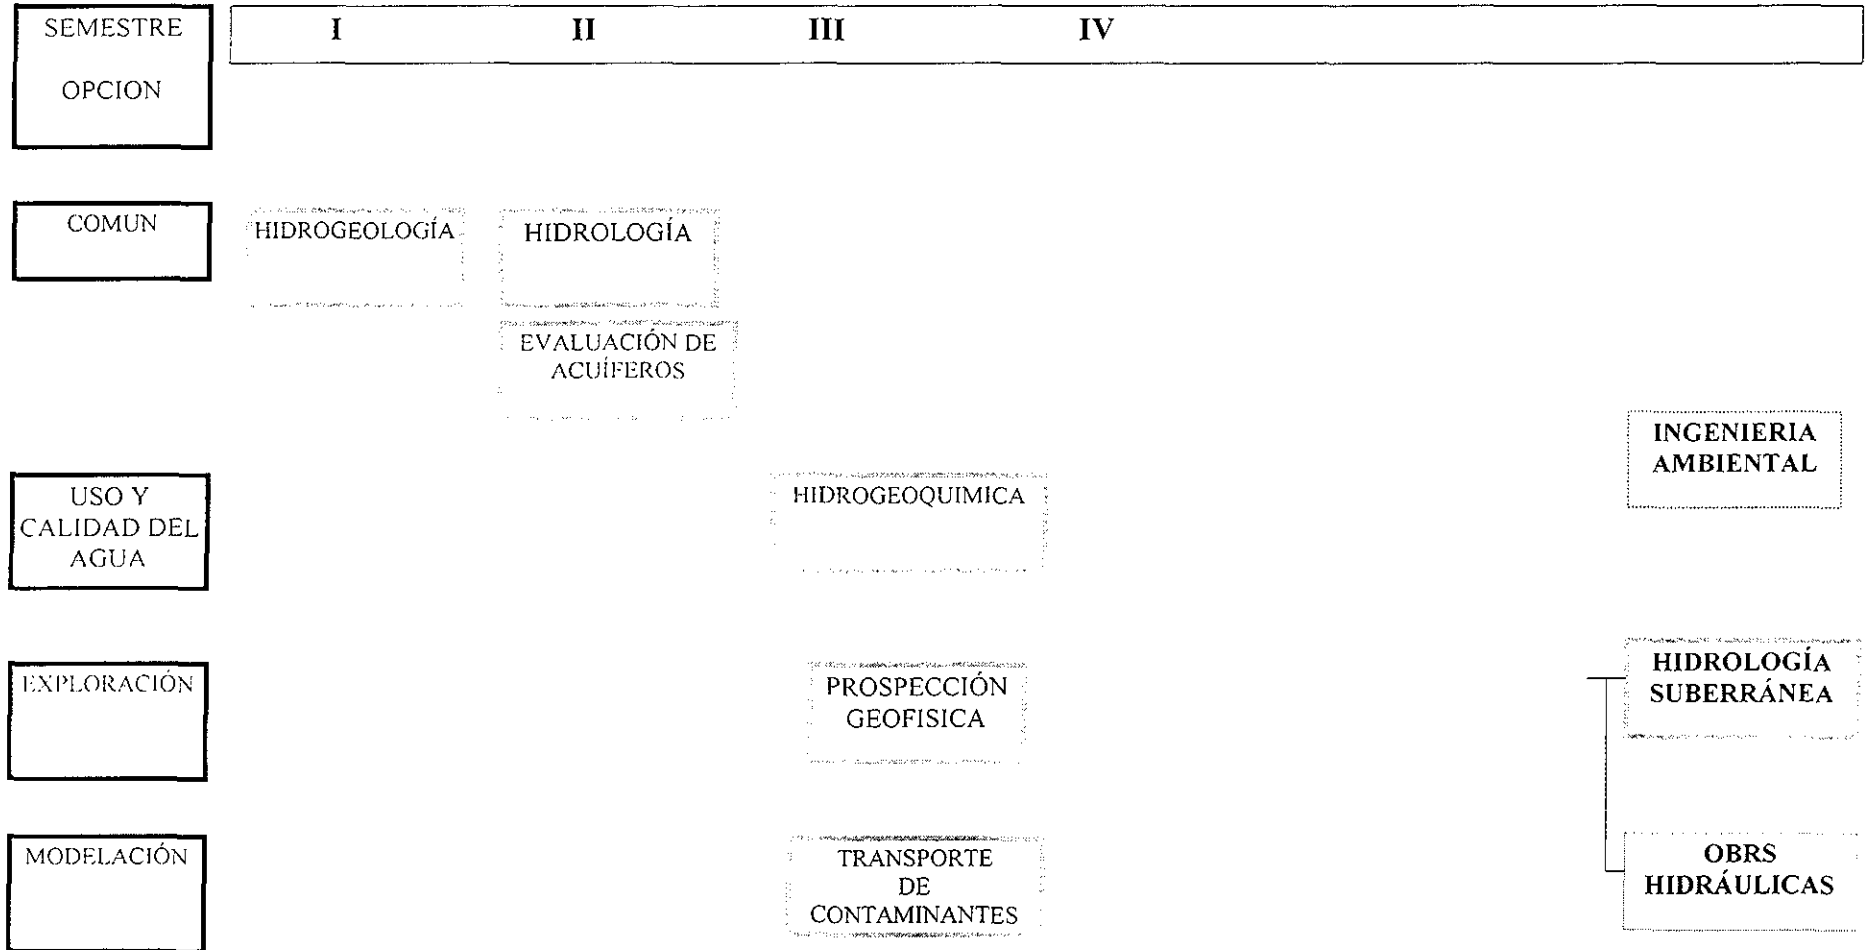 SEMESTRE
OPCION
I II III IV
COMUN
HIDROGEOLOGÍA
HIDROLOGÍA
EVALUACIÓN DE
ACUÍFEROS
INGENIERIA
AMBIENTAL
USO Y
CALIDAD DEL
AGUA
HIDROGEOQUIMICA
EXPLORACIÓN
PROSPECCIÓN
GEOFISICA
HIDROLOGÍA
SUBERRÁNEA
MODELACIÓN
TRANSPORTE
DE
CONTAMINANTES
OBRS
HIDRÁULICAS